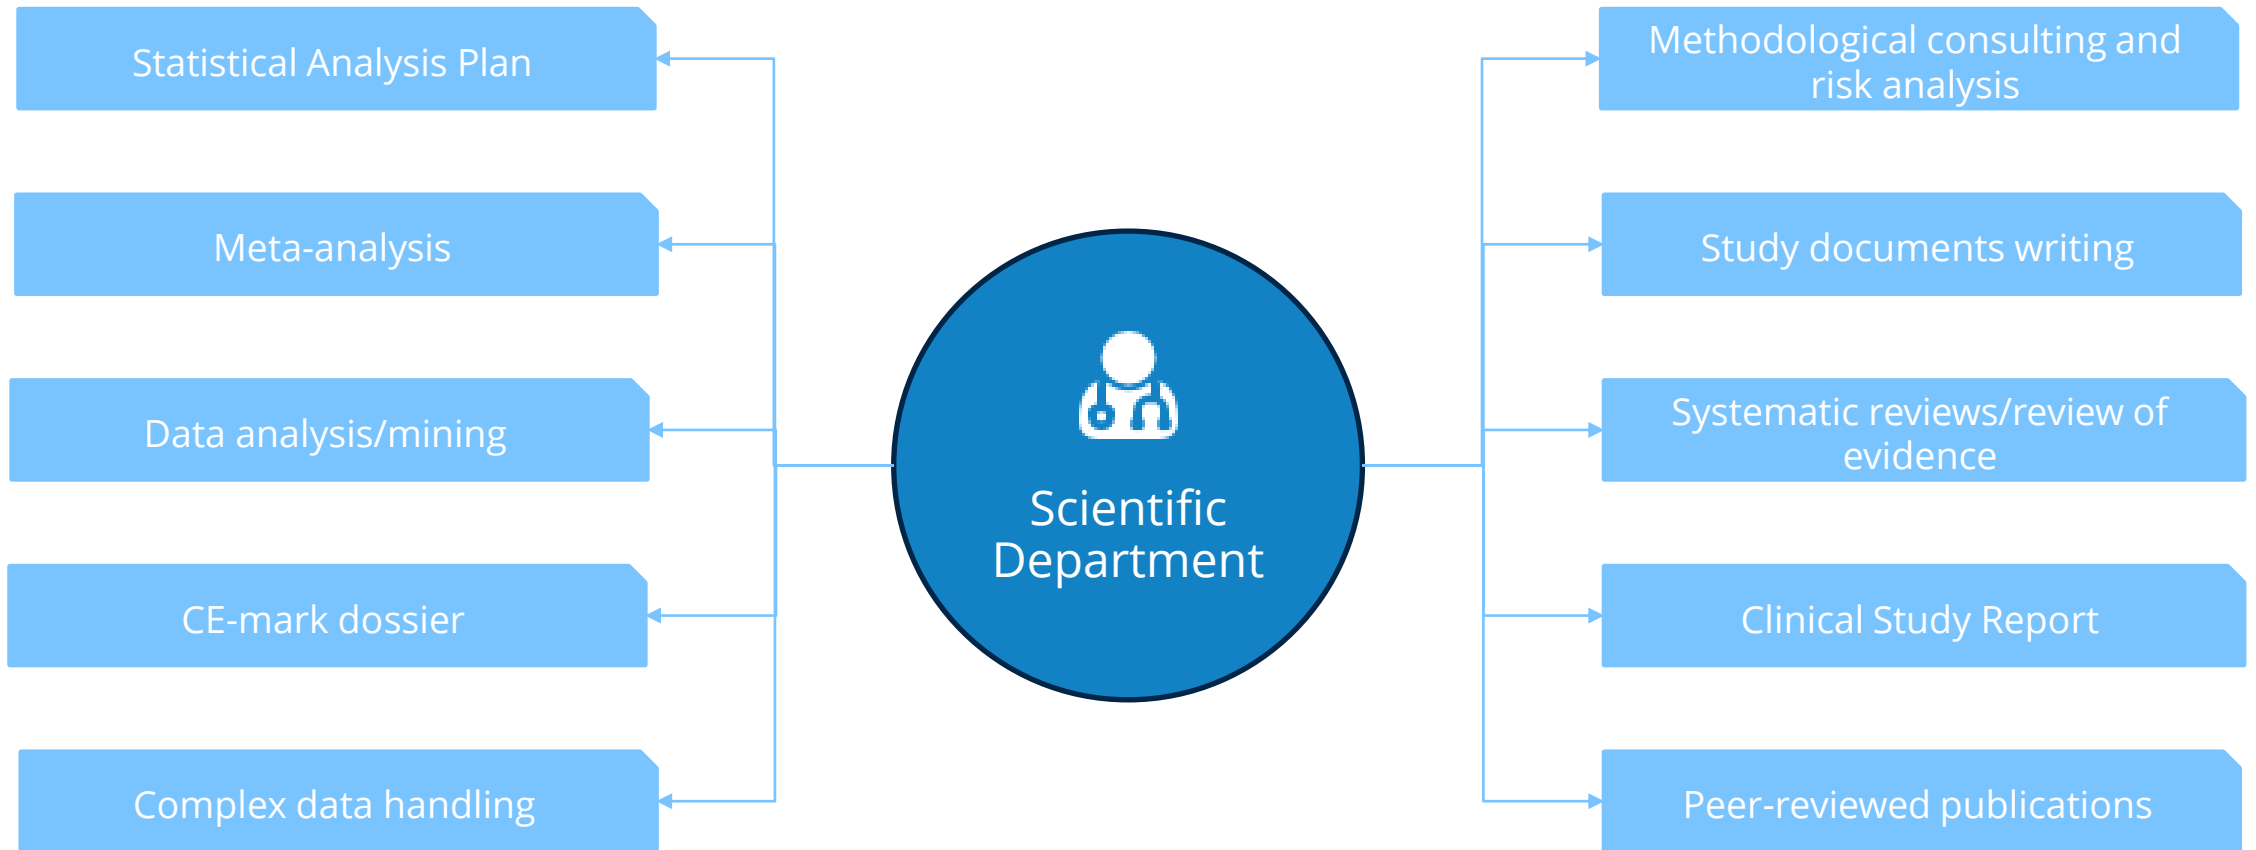 Statistical Analysis Plan
Meta-analysis
Data analysis/mining
CE-mark dossier
Complex data handling
Scientific
Department
Methodological consulting and
risk analysis
Study documents writing
Systematic reviews/review of
evidence
Clinical Study Report
Peer-reviewed publications